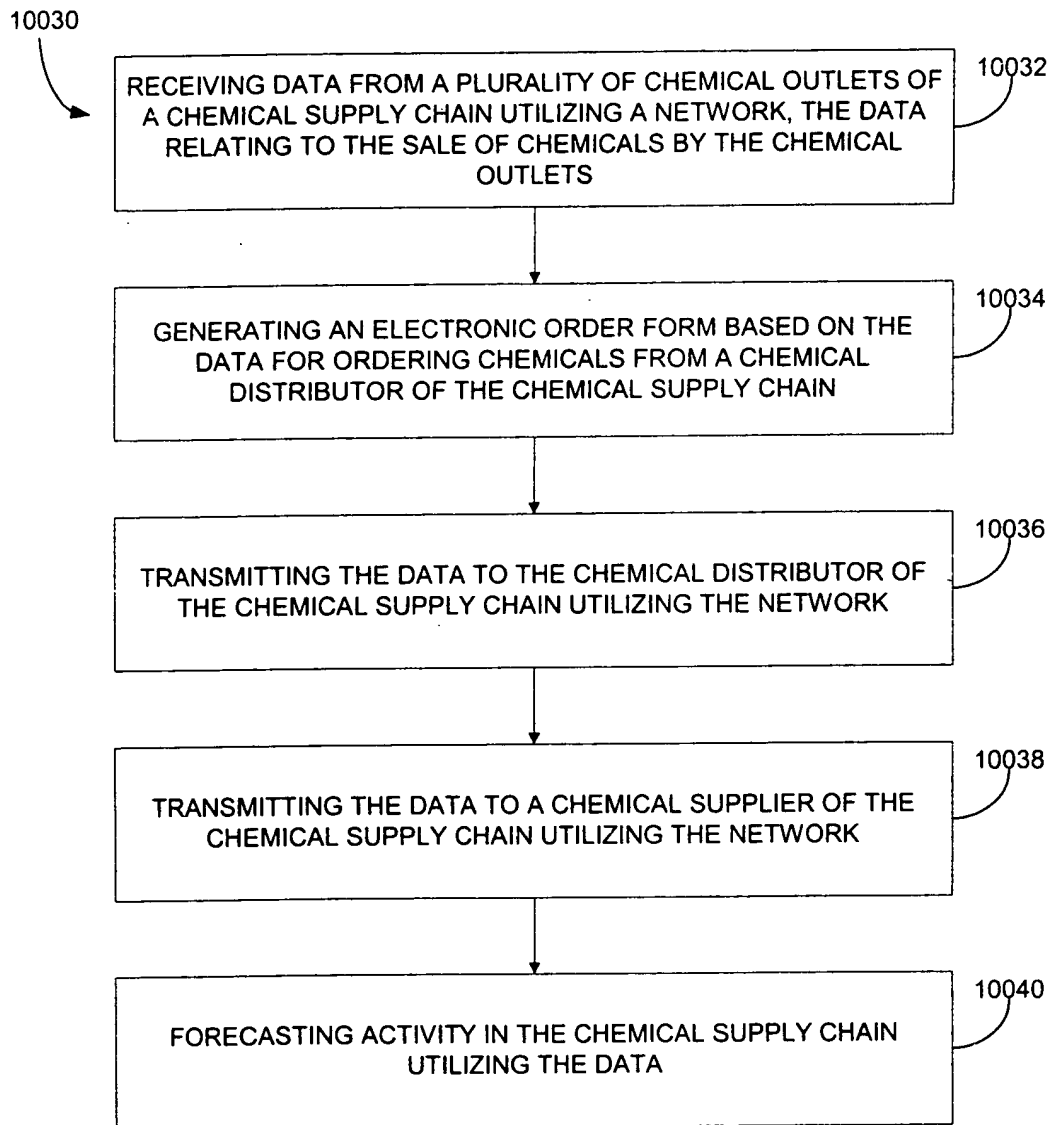 10030
RECEIVING DATA FROM A PLURALITY OF CHEMICAL OUTLETS OF
A CHEMICAL SUPPLY CHAIN UTILIZING A NETWORK, THE DATA
RELATING TO THE SALE OF CHEMICALS BY THE CHEMICAL
OUTLETS
10032
GENERATING AN ELECTRONIC ORDER FORM BASED ON THE
DATA FOR ORDERING CHEMICALS FROM A CHEMICAL
DISTRIBUTOR OF THE CHEMICAL SUPPLY CHAIN
10034
TRANSMITTING THE DATA TO THE CHEMICAL DISTRIBUTOR OF
THE CHEMICAL SUPPLY CHAIN UTILIZING THE NETWORK
10036
TRANSMITTING THE DATA TO A CHEMICAL SUPPLIER OF THE
CHEMICAL SUPPLY CHAIN UTILIZING THE NETWORK
10038
FORECASTING ACTIVITY IN THE CHEMICAL SUPPLY CHAIN
UTILIZING THE DATA
10040